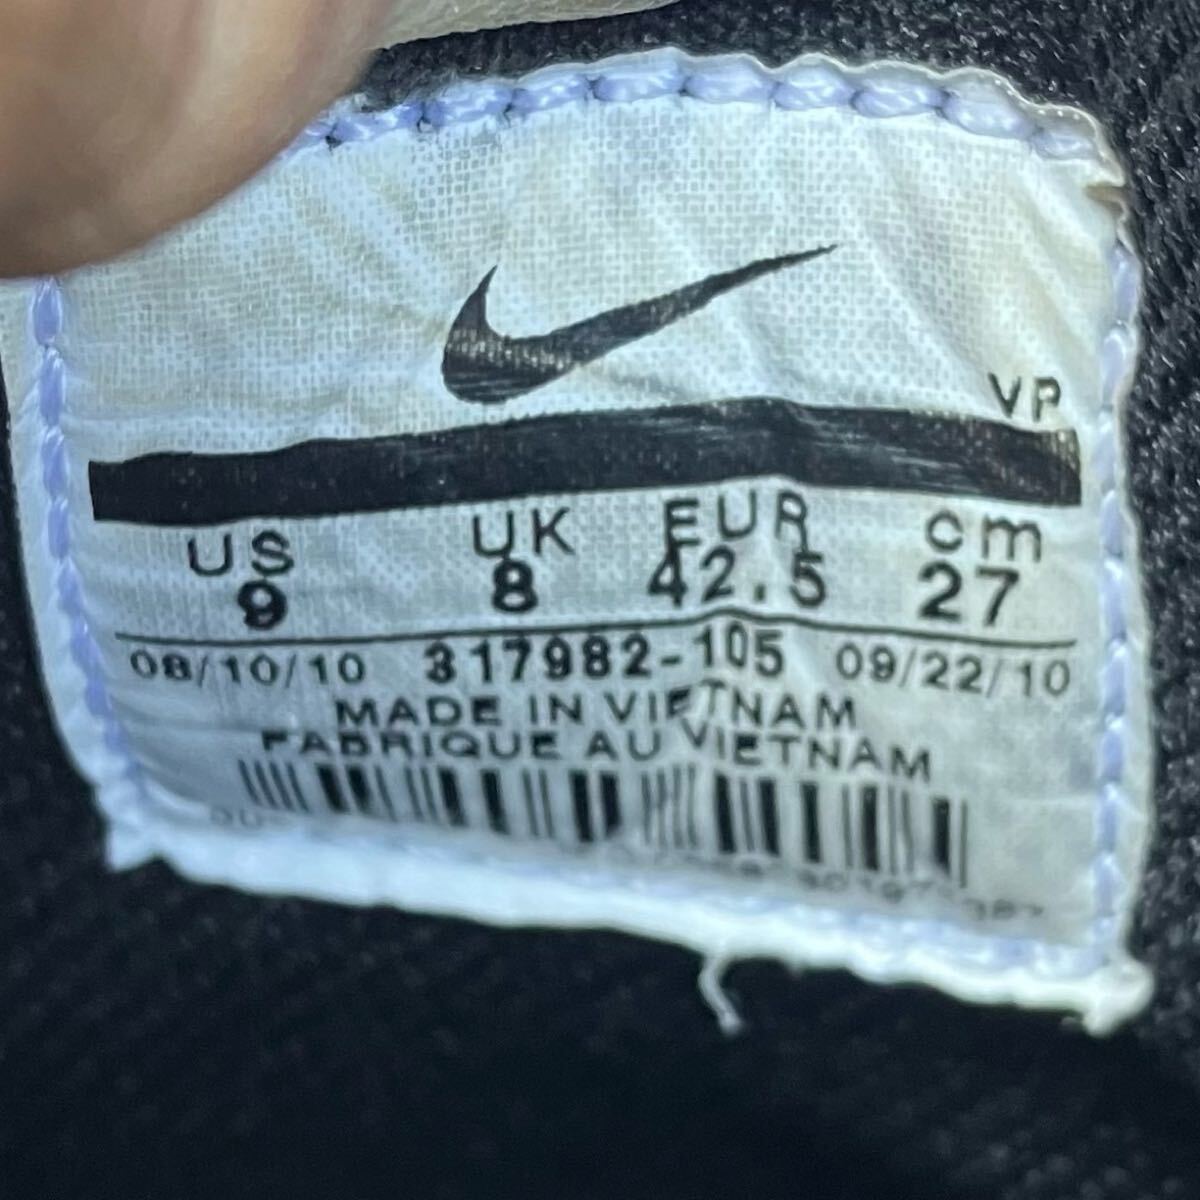 VP
US UK EUR cm
9 8 42.5 27
08/10/10 317982-105 09/22/10
MADE IN VIETNAM
FABRIQUE AU VIETNAM